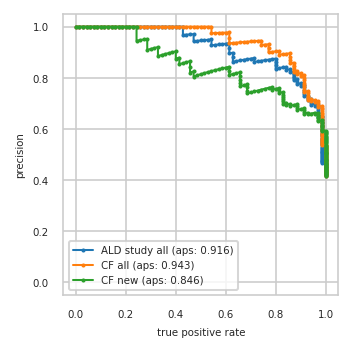 1.0
0.8
0.6
0.4
0.2
0.0
precision
ALD study all (aps: 0.916)
CF all (aps: 0.943)
CF new (aps: 0.846)
0.0 0.2 0.4 0.6 0.8 1.0
true positive rate